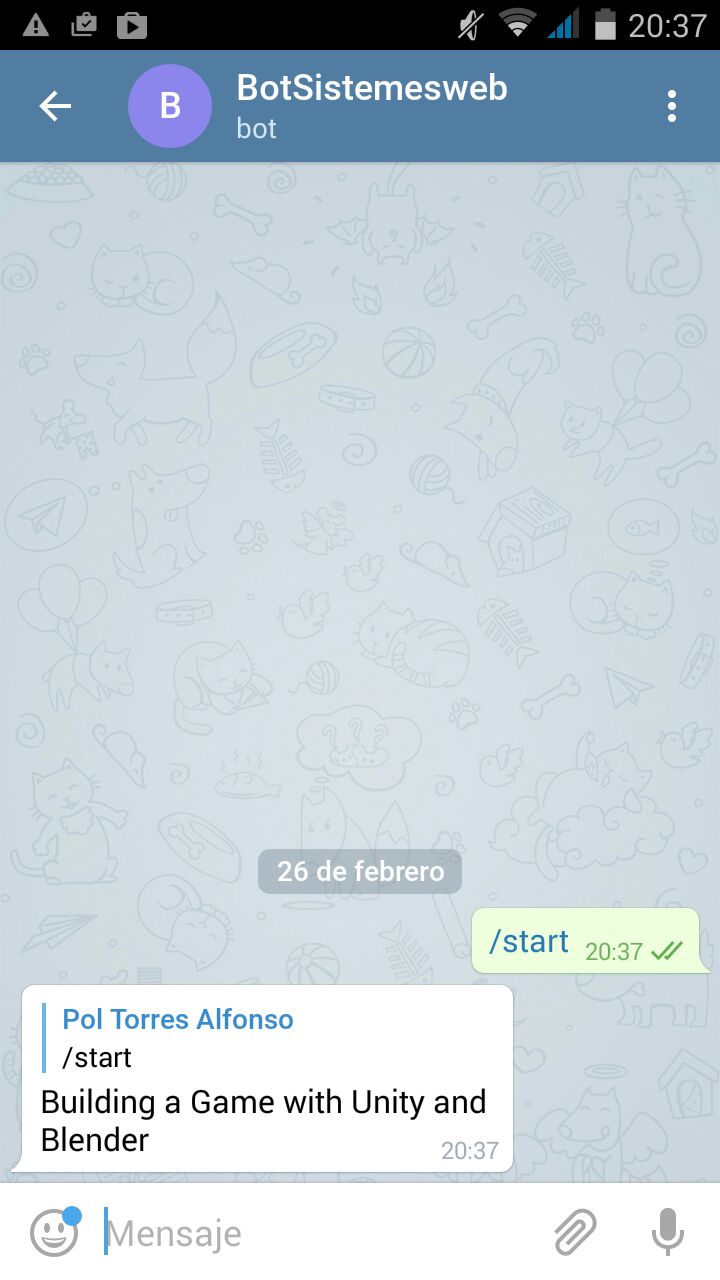 20:37
B
BotSistemesweb
bot
26 de febrero
/start 20:37
Pol Torres Alfonso
/start
Building a Game with Unity and
Blender
20:37
Mensaje